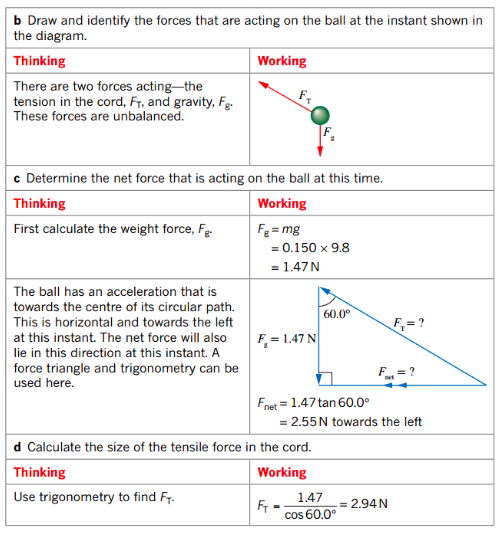 b Draw and identify the forces that are acting on the ball at the instant shown in
the diagram.
Thinking
Working
There are two forces acting—the
tension in the cord, FT, and gravity, Fg.
These forces are unbalanced.
FT
Fg
c Determine the net force that is acting on the ball at this time.
Thinking
Working
First calculate the weight force, Fg.
Fg = mg
= 0.150 × 9.8
= 1.47 N
The ball has an acceleration that is
towards the centre of its circular path.
This is horizontal and towards the left
at this instant. The net force will also
lie in this direction at this instant. A
force triangle and trigonometry can be
used here.
60.0°
FT = ?
Fg = 1.47 N
Fnet = ?
Fnet = 1.47 tan 60.0°
= 2.55 N towards the left
d Calculate the size of the tensile force in the cord.
Thinking
Working
Use trigonometry to find FT.
FT = 1.47 / cos 60.0° = 2.94 N